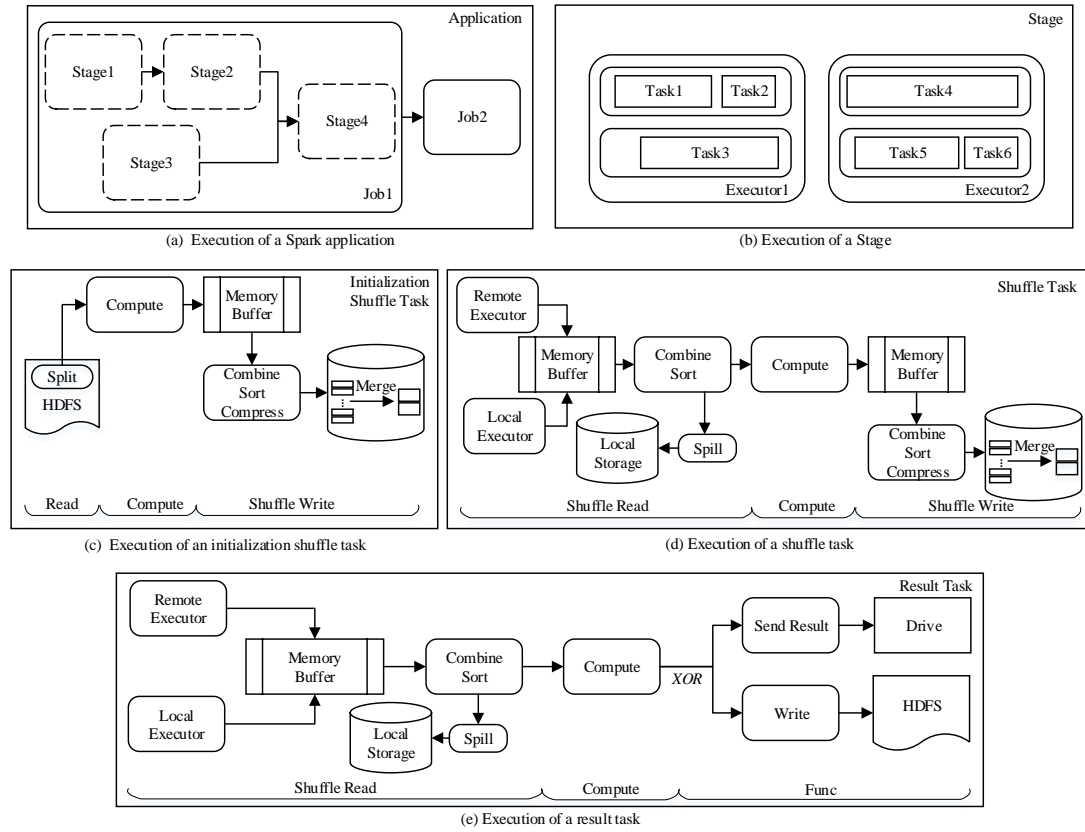 Application
Stage1
Stage2
Stage3
Stage4
Job2
Job1
(a) Execution of a Spark application
Stage
Task1
Task2
Task3
Executor1
Task4
Task5
Task6
Executor2
(b) Execution of a Stage
Initialization
Shuffle Task
Compute
Memory
Buffer
Split
HDFS
Combine
Sort
Compress
Merge
Read
Compute
Shuffle Write
(c) Execution of an initialization shuffle task
Shuffle Task
Remote
Executor
Memory
Buffer
Combine
Sort
Compute
Memory
Buffer
Local
Executor
Local
Storage
Spill
Combine
Sort
Compress
Merge
Shuffle Read
Compute
Shuffle Write
(d) Execution of a shuffle task
Result Task
Remote
Executor
Memory
Buffer
Combine
Sort
Compute
XOR
Send Result
Drive
Local
Executor
Local
Storage
Spill
Write
HDFS
Shuffle Read
Compute
Func
(e) Execution of a result task